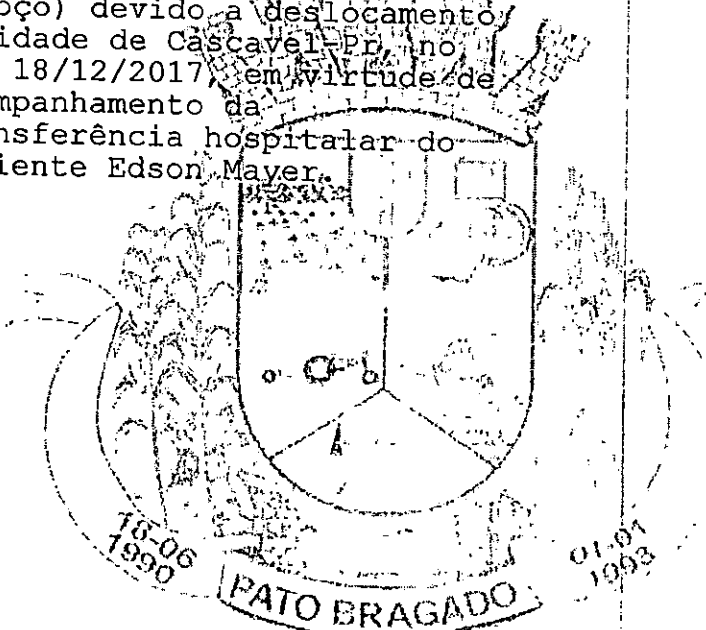 oço) devido a deslocamento
idade de Cascavel-Pr, no
18/12/2017, em virtude de
mpanhamento da
nsferência hospitalar do
iente Edson Mayer.
18-06
1990
01-01
1993
PATO BRAGADO